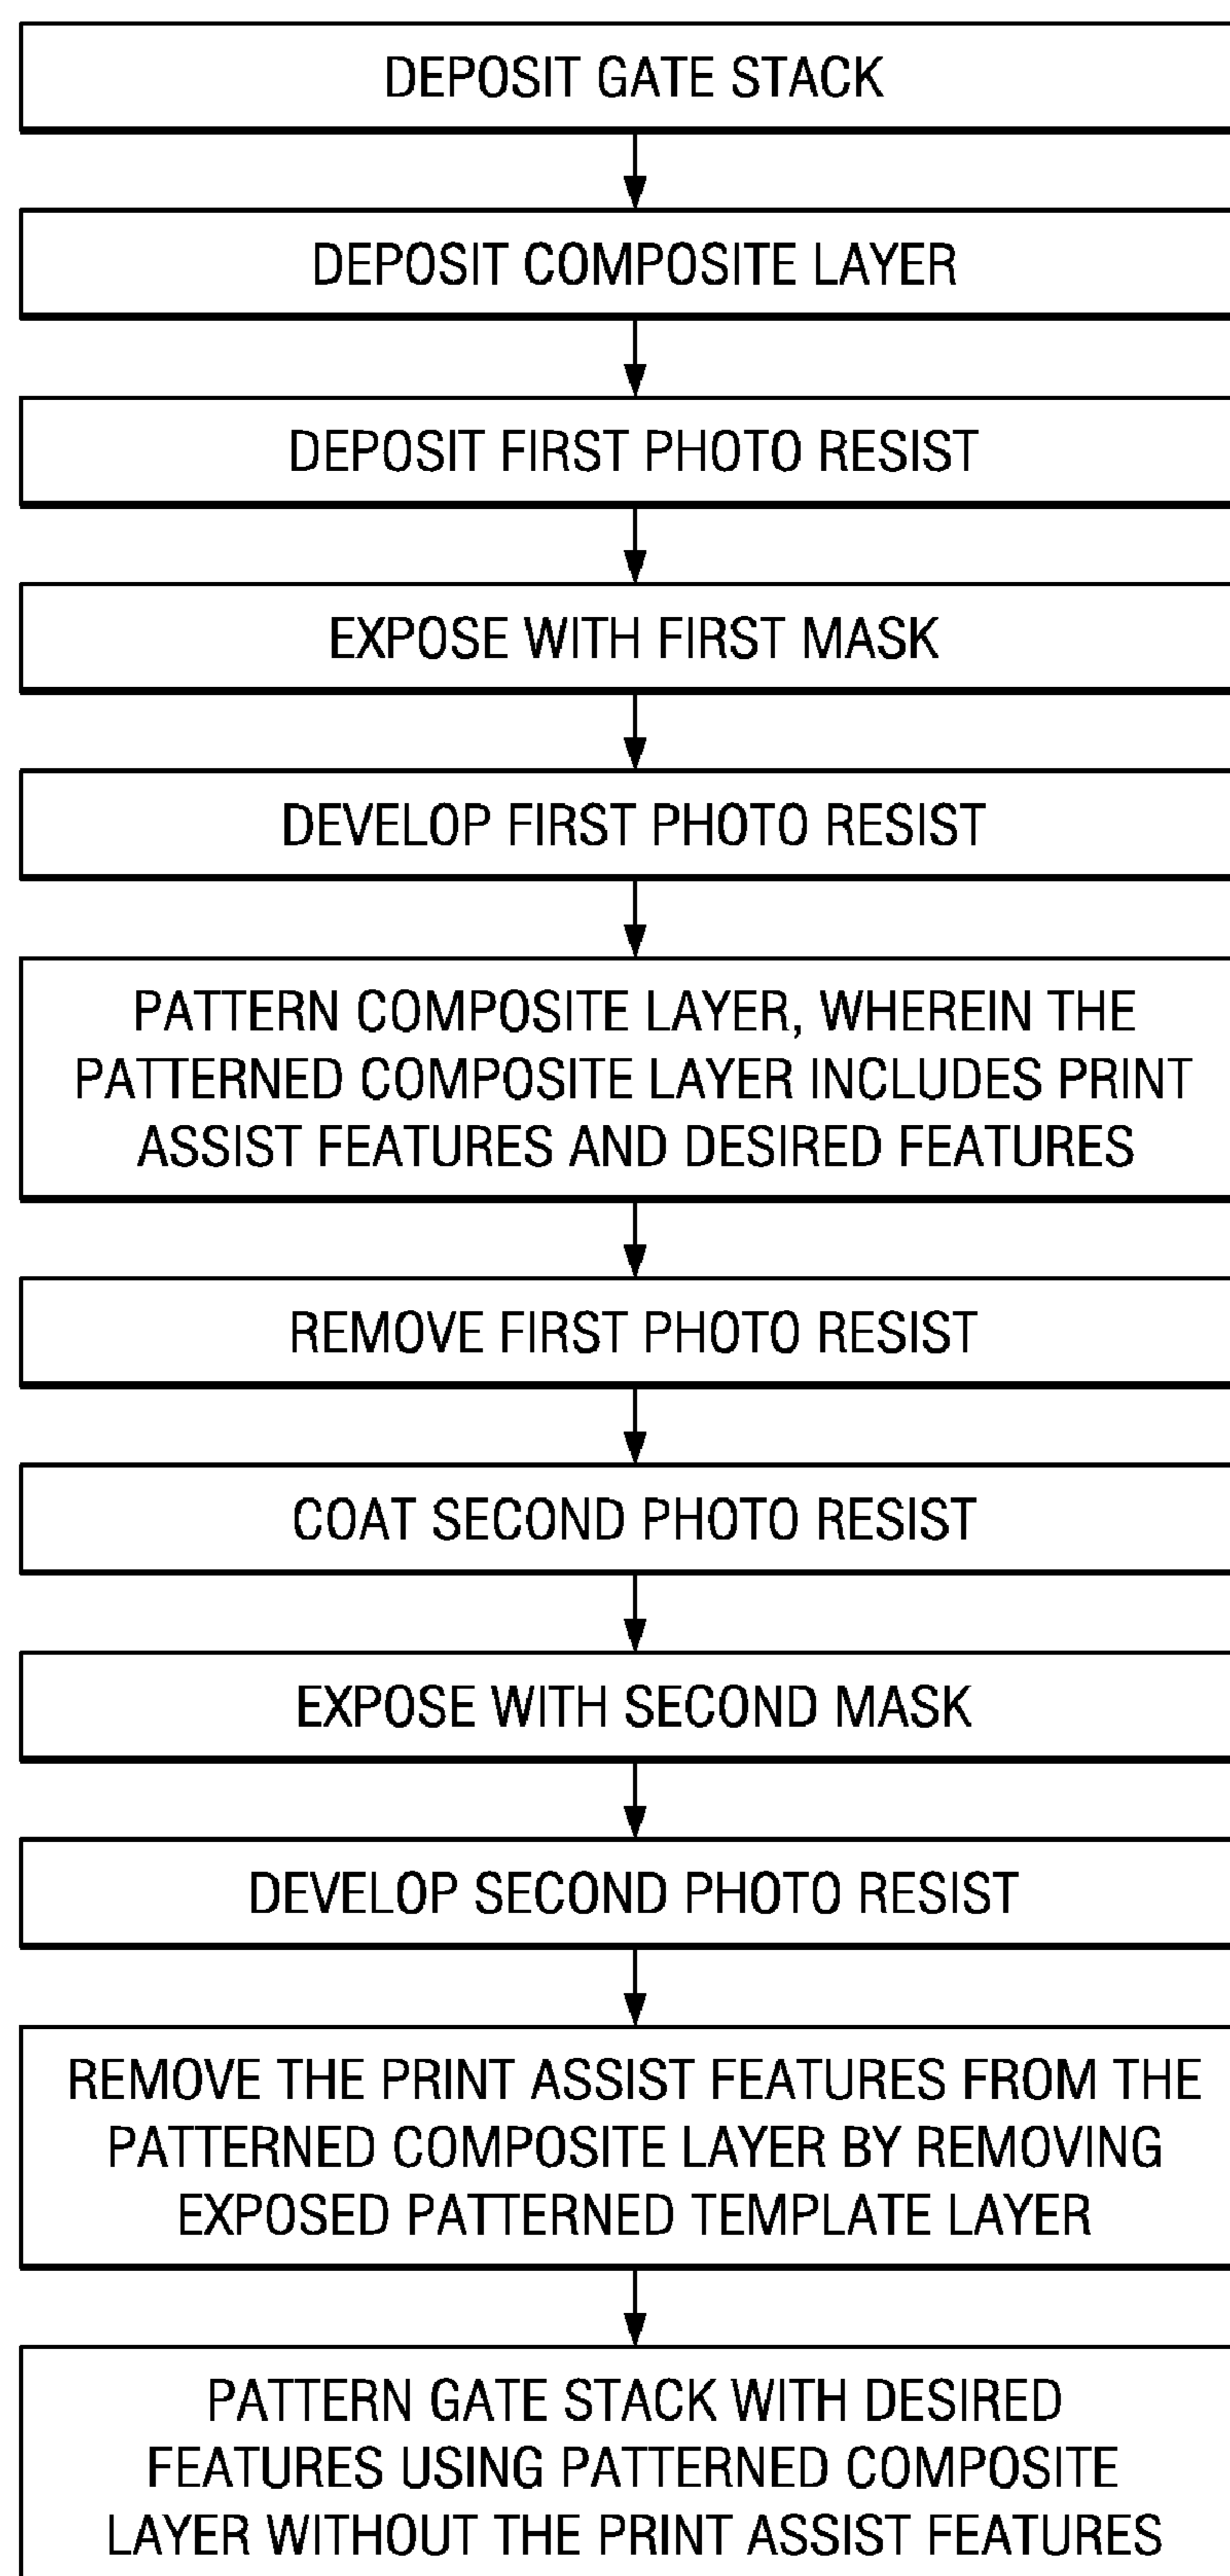 DEPOSIT GATE STACK
DEPOSIT COMPOSITE LAYER
DEPOSIT FIRST PHOTO RESIST
EXPOSE WITH FIRST MASK
DEVELOP FIRST PHOTO RESIST
PATTERN COMPOSITE LAYER, WHEREIN THE
PATTERNED COMPOSITE LAYER INCLUDES PRINT
ASSIST FEATURES AND DESIRED FEATURES
REMOVE FIRST PHOTO RESIST
COAT SECOND PHOTO RESIST
EXPOSE WITH SECOND MASK
DEVELOP SECOND PHOTO RESIST
REMOVE THE PRINT ASSIST FEATURES FROM THE
PATTERNED COMPOSITE LAYER BY REMOVING
EXPOSED PATTERNED TEMPLATE LAYER
PATTERN GATE STACK WITH DESIRED
FEATURES USING PATTERNED COMPOSITE
LAYER WITHOUT THE PRINT ASSIST FEATURES